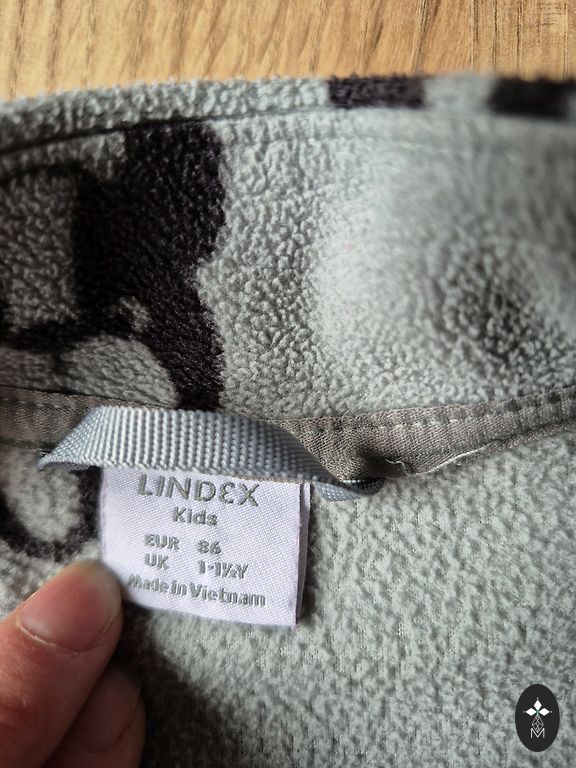 LINDEX
Kids
EUR 86
UK 1-1½Y
Made in Vietnam